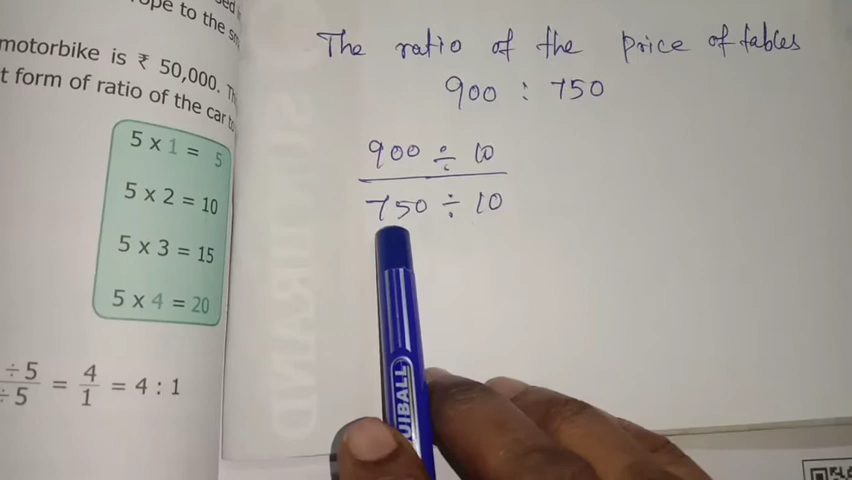 ope to the
motorbike is ₹ 50,000.
t form of ratio of the car to
5 x 1 = 5
5 x 2 = 10
5 x 3 = 15
5 x 4 = 20
÷5 / ÷5 = 4/1 = 4 : 1
The ratio of the price of tables
900 : 750
900 ÷ 10
750 ÷ 10
UIBALL